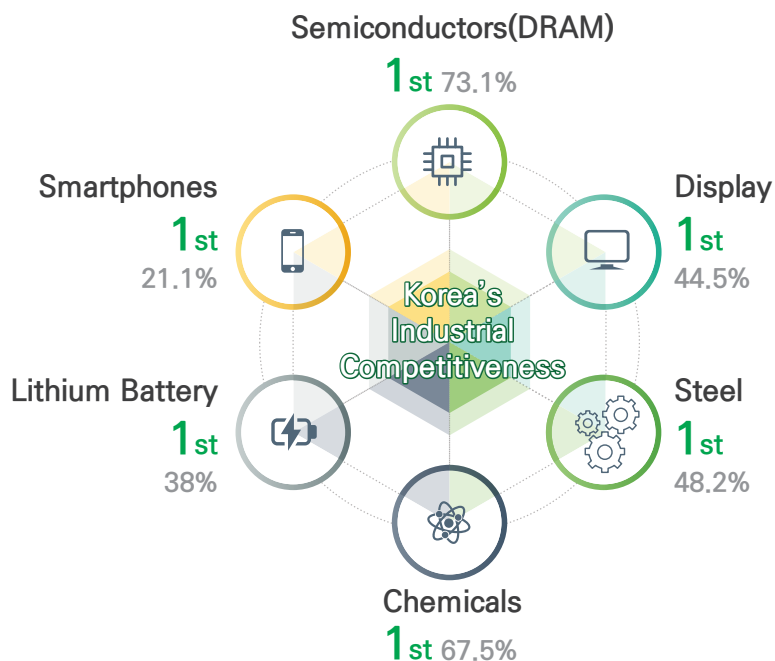 Semiconductors(DRAM)
1st 73.1%
Smartphones
1st
21.1%
Display
1st
44.5%
Korea's
Industrial
Competitiveness
Lithium Battery
1st
38%
Steel
1st
48.2%
Chemicals
1st 67.5%